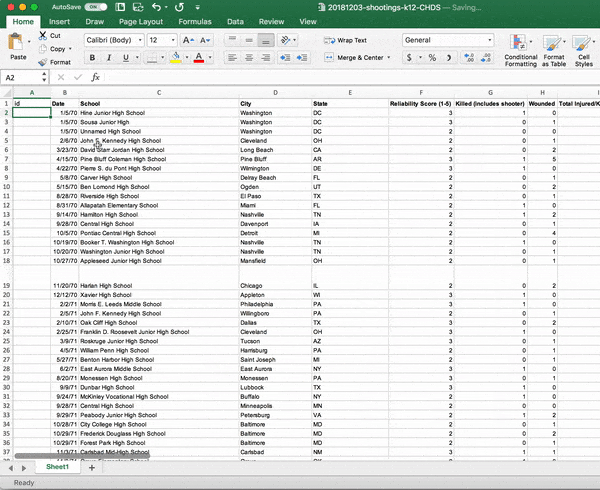 AutoSave OFF 20181203-shootings-k12-CHDS — Saving...
Home Insert Draw Page Layout Formulas Data Review View
Paste
Cut
Copy
Format
Calibri (Body) 12 A A
B I U A
Wrap Text
Merge & Center
General
$ % )
Conditional Formatting
Format as Table
Cell Styles
A2 fx
A B C D E F G H
1 id Date School City State Reliability Score (1-5) Killed (includes shooter) Wounded Total Injured/K
2 1/5/70 Hine Junior High School Washington DC 3 1 0
3 1/5/70 Sousa Junior High Washington DC 3 0 1
4 1/5/70 Unnamed High School Washington DC 3 1 0
5 2/6/70 John F. Kennedy High School Cleveland OH 2 0 1
6 3/23/70 David Starr Jordan High School Long Beach CA 2 0 2
7 4/15/70 Pine Bluff Coleman High School Pine Bluff AR 3 1 5
8 4/22/70 Pierre S. du Pont High School Wilmington DE 3 1 0
9 5/8/70 Carver High School Delray Beach FL 2 0 1
10 5/15/70 Ben Lomond High School Ogden UT 2 0 2
11 8/28/70 Riverside High School El Paso TX 2 0 1
12 8/31/70 Allapatah Elementary School Miami FL 2 1 0
13 9/14/70 Hamilton High School Nashville TN 2 1 2
14 9/28/70 Central High School Davenport IA 2 0 1
15 10/5/70 Pontiac Central High School Detroit MI 2 0 4
16 10/19/70 Booker T. Washington High School Nashville TN 2 1 0
17 10/20/70 Washington Junior High School Nashville TN 2 0 1
18 10/27/70 Appleseed Junior High School Mansfield OH 2 0 1
19 11/20/70 Harlan High School Chicago IL 2 0 2
20 12/12/70 Xavier High School Appleton WI 3 1 0
21 2/2/71 Morris E. Leeds Middle School Philadelphia PA 3 1 0
22 2/5/71 John F. Kennedy High School Willingboro PA 2 0 1
23 2/10/71 Oak Cliff High School Dallas TX 3 0 2
24 2/25/71 Franklin D. Roosevelt Junior High School Cleveland OH 3 1 0
25 3/9/71 Roskruge Junior High School Tucson AZ 3 0 1
26 4/5/71 William Penn High School Harrisburg PA 2 0 1
27 5/27/71 Benton Harbor High School Saint Joseph MI 2 0 1
28 6/2/71 East Aurora Middle School East Aurora NY 3 0 1
29 8/20/71 Monessen High School Monessen PA 3 0 1
30 9/9/71 Dunbar High School Lubbock TX 3 1 0
31 9/24/71 McKinley Vocational High School Buffalo NY 2 0 1
32 9/28/71 Central High School Minneapolis MN 2 0 0
33 9/29/71 Peabody Junior High School Petersburg VA 2 1 2
34 10/28/71 City College High School Baltimore MD 2 0 1
35 10/29/71 Frederick Douglass High School Baltimore MD 2 0 2
36 10/29/71 Forest Park High School Baltimore MD 2 0 1
37 11/3/71 Carlsbad Mid-High School Carlsbad NM 3 1 1
Sheet1 +
Ready